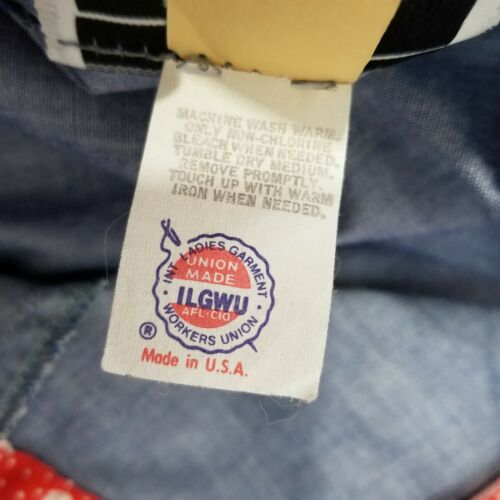 MACHINE WASH WARM.
ONLY NON-CHLORINE
BLEACH WHEN NEEDED.
TUMBLE DRY MEDIUM.
REMOVE PROMPTLY.
TOUCH UP WITH WARM
IRON WHEN NEEDED.
INT. LADIES GARMENT
UNION
MADE
ILGWU
AFL-CIO
WORKERS UNION
®
Made in U.S.A.